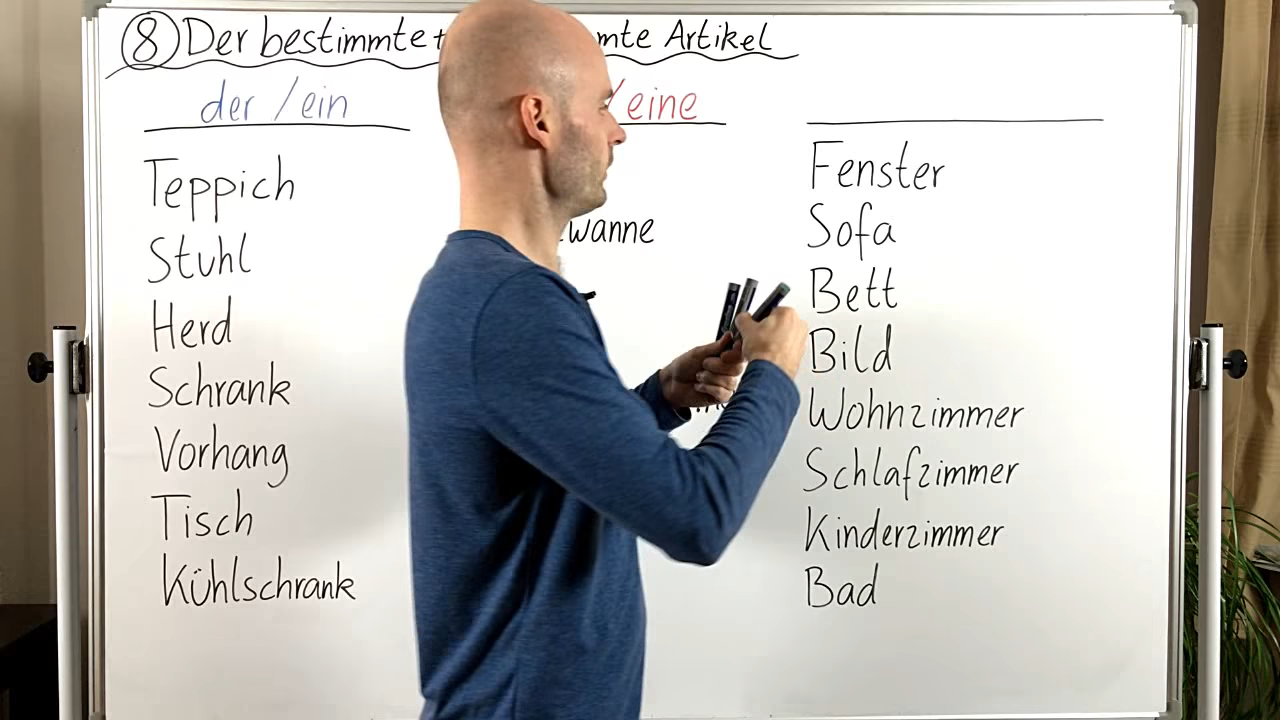 8 Der bestimmte + mte Artikel
der / ein
/ eine
Teppich
Stuhl
Herd
Schrank
Vorhang
Tisch
Kühlschrank
wanne
Fenster
Sofa
Bett
Bild
Wohnzimmer
Schlafzimmer
Kinderzimmer
Bad